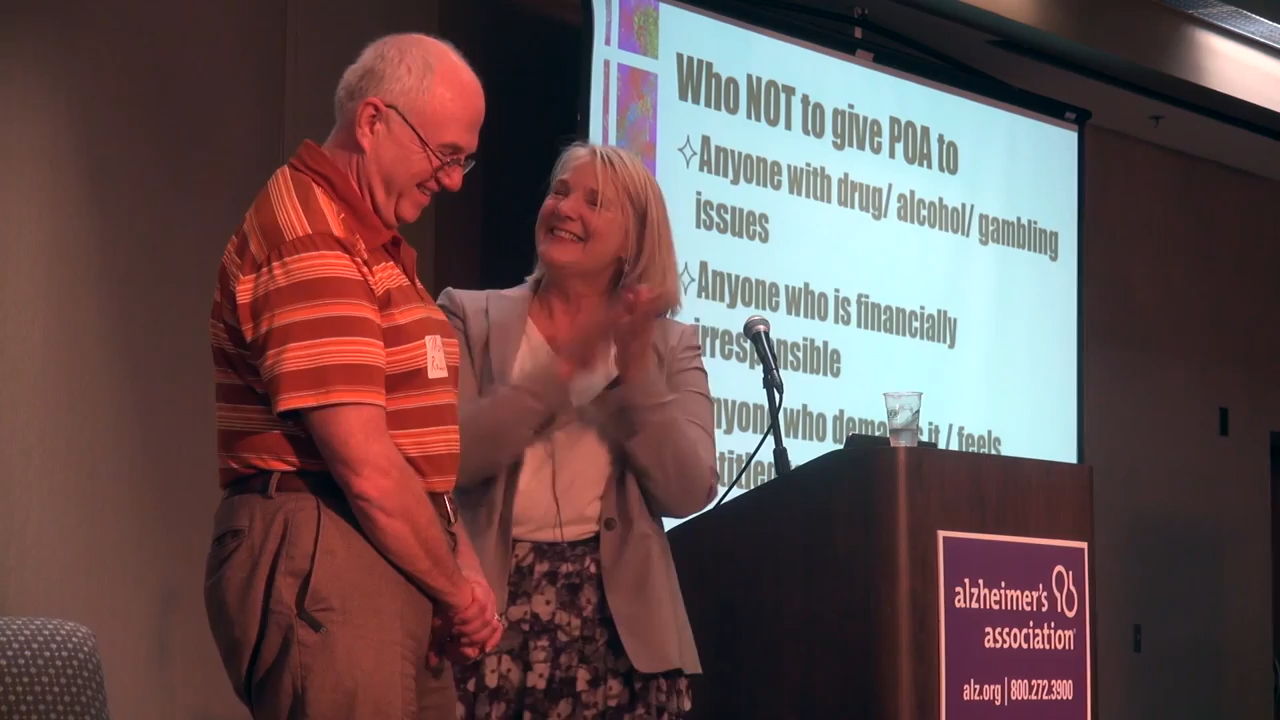 Who NOT to give POA to
Anyone with drug/ alcohol/ gambling
issues
Anyone who is financially
irresponsible
who it / feels
alzheimer's
association
alz.org | 800.272.3900